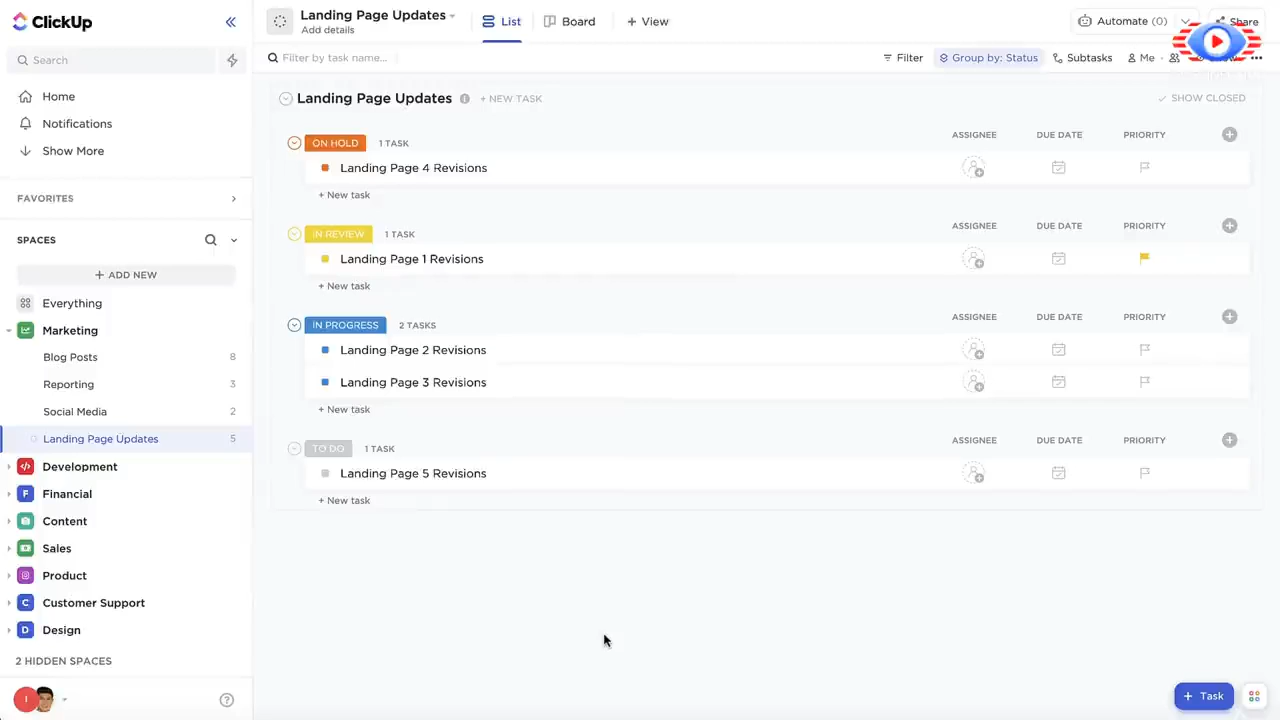 ClickUp
Search
Home
Notifications
Show More
FAVORITES
SPACES
+ ADD NEW
Everything
Marketing
Blog Posts 8
Reporting 3
Social Media 2
Landing Page Updates 5
Development
F Financial
Content
Sales
Product
C Customer Support
D Design
2 HIDDEN SPACES
I
?
Landing Page Updates
Add details
List
Board
+ View
Automate (0)
Share
Filter by task name...
Filter
Group by: Status
Subtasks
Me
Landing Page Updates
+ NEW TASK
SHOW CLOSED
ON HOLD 1 TASK ASSIGNEE DUE DATE PRIORITY
Landing Page 4 Revisions
+ New task
IN REVIEW 1 TASK ASSIGNEE DUE DATE PRIORITY
Landing Page 1 Revisions
+ New task
IN PROGRESS 2 TASKS ASSIGNEE DUE DATE PRIORITY
Landing Page 2 Revisions
Landing Page 3 Revisions
+ New task
TO DO 1 TASK ASSIGNEE DUE DATE PRIORITY
Landing Page 5 Revisions
+ New task
+ Task